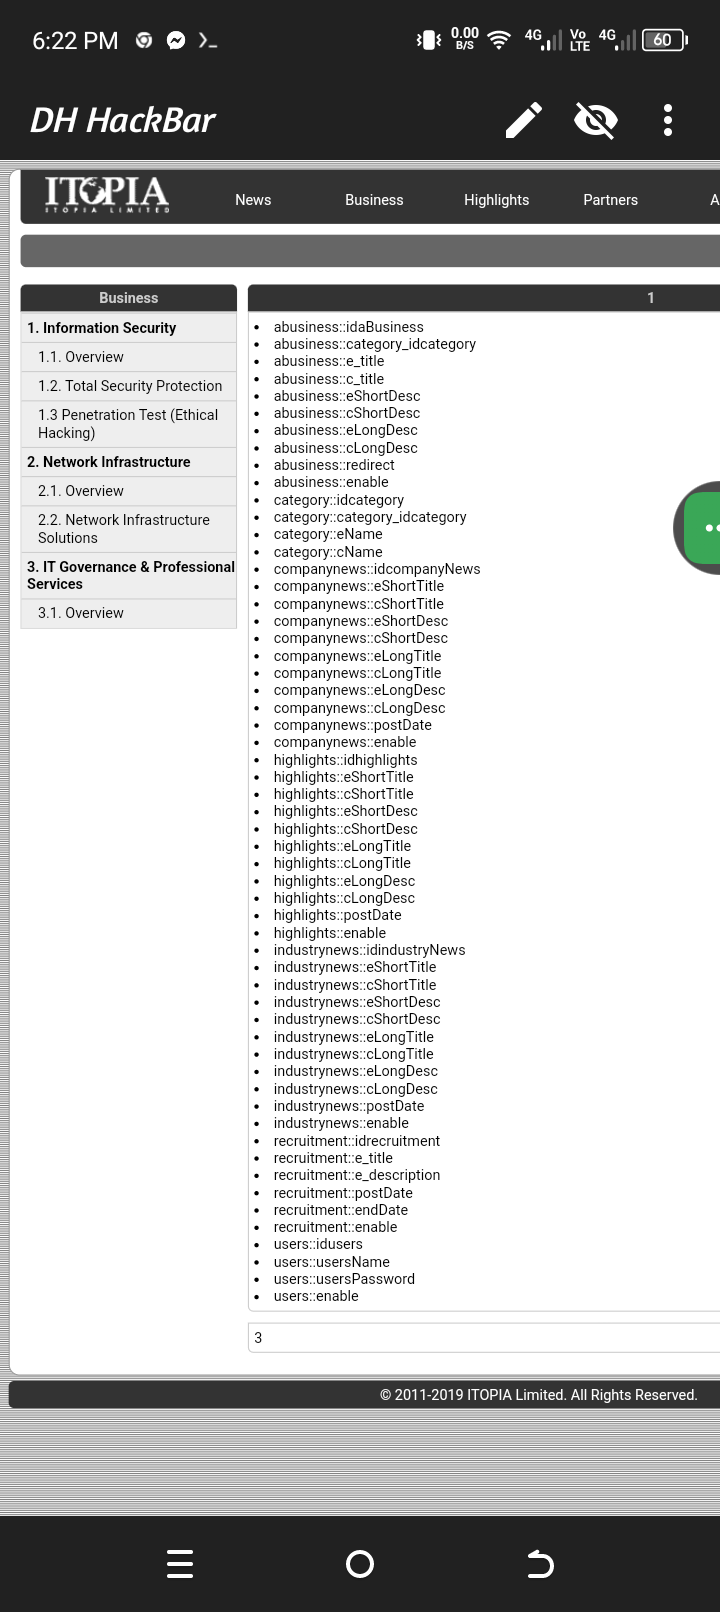 6:22 PM
0.00
B/S
4G
Vo
LTE
4G
60
DH HackBar
ITOPIA
ITOPIA LIMITED
News
Business
Highlights
Partners
A
Business
1. Information Security
1.1. Overview
1.2. Total Security Protection
1.3 Penetration Test (Ethical
Hacking)
2. Network Infrastructure
2.1. Overview
2.2. Network Infrastructure
Solutions
3. IT Governance & Professional
Services
3.1. Overview
1
abusiness::idaBusiness
abusiness::category_idcategory
abusiness::e_title
abusiness::c_title
abusiness::eShortDesc
abusiness::cShortDesc
abusiness::eLongDesc
abusiness::cLongDesc
abusiness::redirect
abusiness::enable
category::idcategory
category::category_idcategory
category::eName
category::cName
companynews::idcompanyNews
companynews::eShortTitle
companynews::cShortTitle
companynews::eShortDesc
companynews::cShortDesc
companynews::eLongTitle
companynews::cLongTitle
companynews::eLongDesc
companynews::cLongDesc
companynews::postDate
companynews::enable
highlights::idhighlights
highlights::eShortTitle
highlights::cShortTitle
highlights::eShortDesc
highlights::cShortDesc
highlights::eLongTitle
highlights::cLongTitle
highlights::eLongDesc
highlights::cLongDesc
highlights::postDate
highlights::enable
industrynews::idindustryNews
industrynews::eShortTitle
industrynews::cShortTitle
industrynews::eShortDesc
industrynews::cShortDesc
industrynews::eLongTitle
industrynews::cLongTitle
industrynews::eLongDesc
industrynews::cLongDesc
industrynews::postDate
industrynews::enable
recruitment::idrecruitment
recruitment::e_title
recruitment::e_description
recruitment::postDate
recruitment::endDate
recruitment::enable
users::idusers
users::usersName
users::usersPassword
users::enable
3
© 2011-2019 ITOPIA Limited. All Rights Reserved.